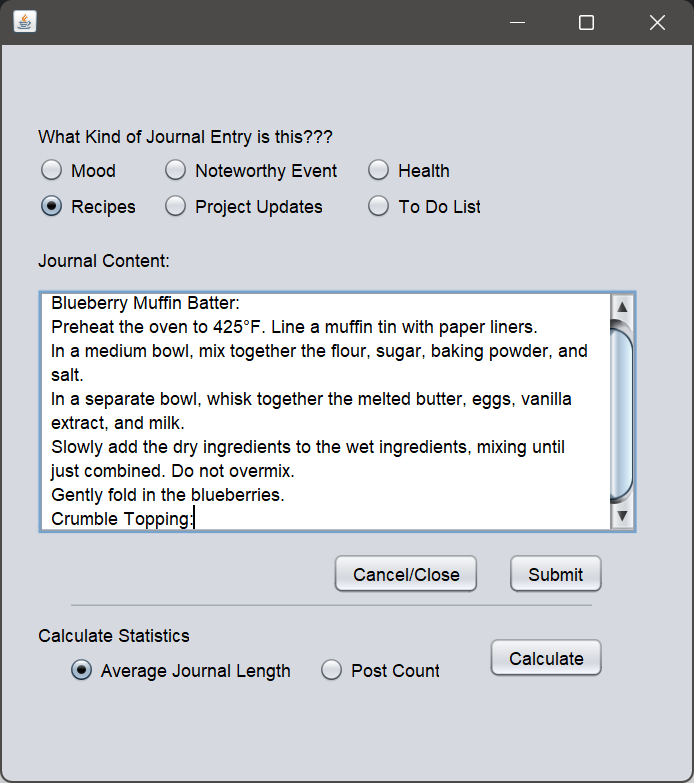 What Kind of Journal Entry is this???
Mood Noteworthy Event Health
Recipes Project Updates To Do List
Journal Content:
Blueberry Muffin Batter:
Preheat the oven to 425°F. Line a muffin tin with paper liners.
In a medium bowl, mix together the flour, sugar, baking powder, and
salt.
In a separate bowl, whisk together the melted butter, eggs, vanilla
extract, and milk.
Slowly add the dry ingredients to the wet ingredients, mixing until
just combined. Do not overmix.
Gently fold in the blueberries.
Crumble Topping:
Cancel/Close Submit
Calculate Statistics
Average Journal Length Post Count Calculate